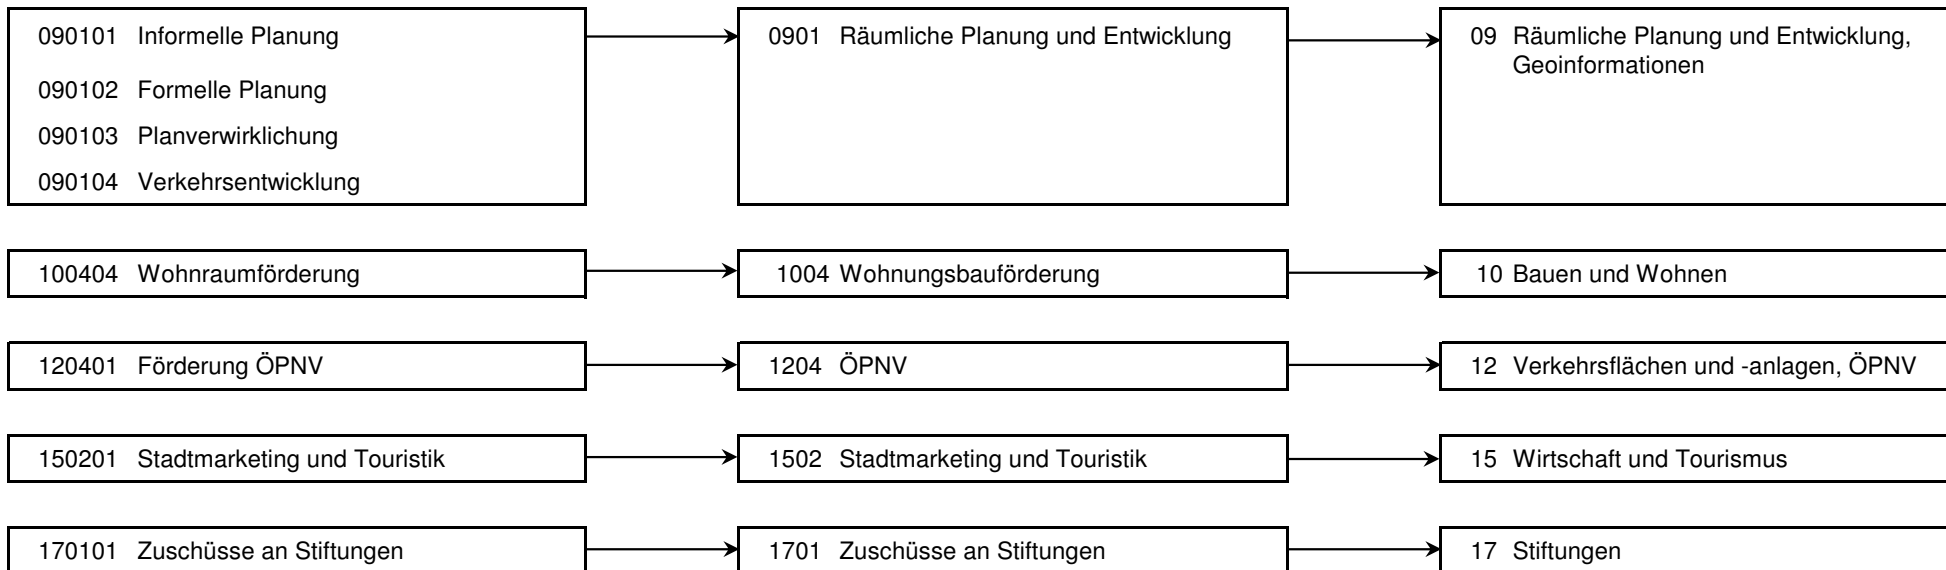 090101 Informelle Planung
090102 Formelle Planung
090103 Planverwirklichung
090104 Verkehrsentwicklung
0901 Räumliche Planung und Entwicklung
09 Räumliche Planung und Entwicklung,
Geoinformationen
100404 Wohnraumförderung
1004 Wohnungsbauförderung
10 Bauen und Wohnen
120401 Förderung ÖPNV
1204 ÖPNV
12 Verkehrsflächen und -anlagen, ÖPNV
150201 Stadtmarketing und Touristik
1502 Stadtmarketing und Touristik
15 Wirtschaft und Tourismus
170101 Zuschüsse an Stiftungen
1701 Zuschüsse an Stiftungen
17 Stiftungen